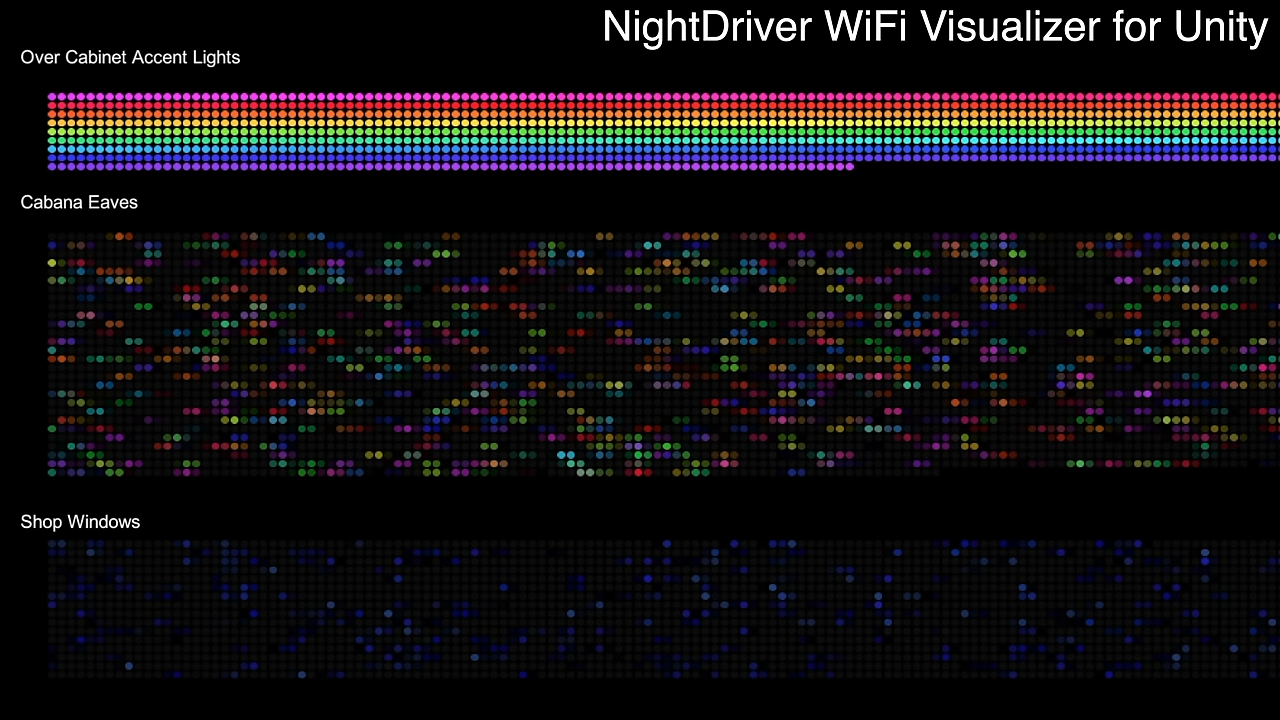 NightDriver WiFi Visualizer for Unity
Over Cabinet Accent Lights
Cabana Eaves
Shop Windows